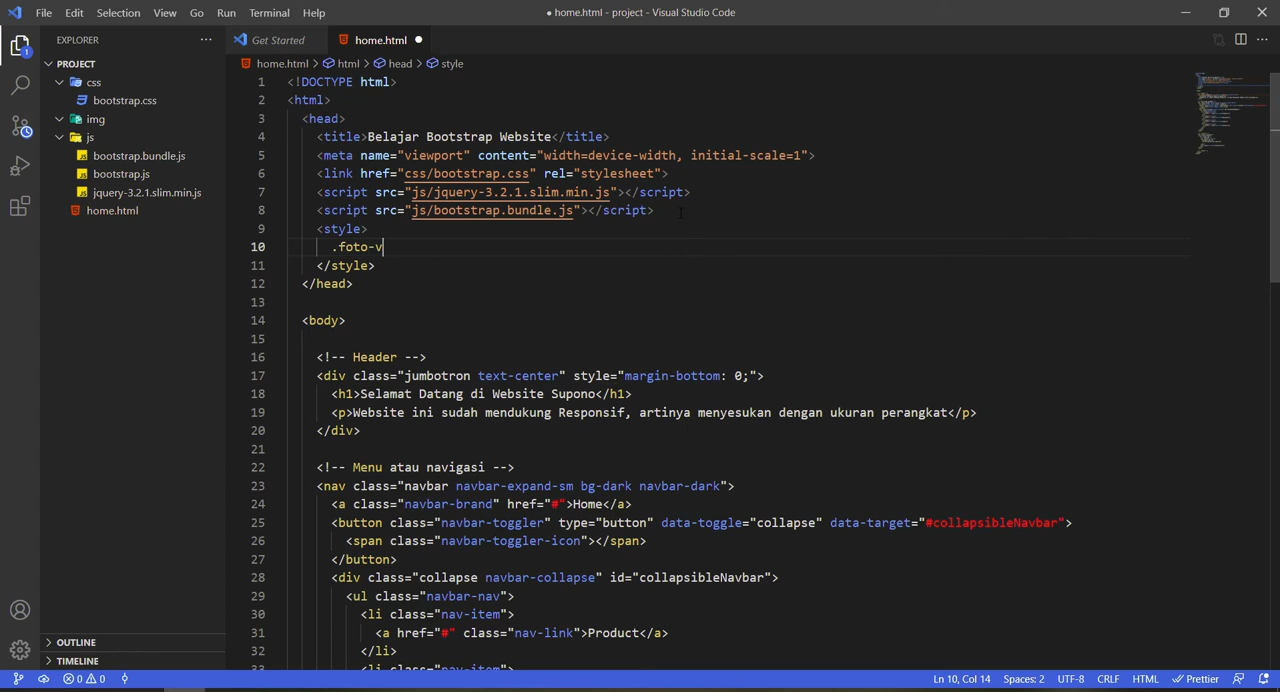 File Edit Selection View Go Run Terminal Help
● home.html - project - Visual Studio Code
EXPLORER
PROJECT
css
bootstrap.css
img
js
bootstrap.bundle.js
bootstrap.js
jquery-3.2.1.slim.min.js
home.html
OUTLINE
TIMELINE
1
Get Started
home.html ●
home.html > html > head > style
1 <!DOCTYPE html>
2 <html>
3 <head>
4 <title>Belajar Bootstrap Website</title>
5 <meta name="viewport" content="width=device-width, initial-scale=1">
6 <link href="css/bootstrap.css" rel="stylesheet">
7 <script src="js/jquery-3.2.1.slim.min.js"></script>
8 <script src="js/bootstrap.bundle.js"></script>
9 <style>
10 .foto-v
11 </style>
12 </head>
13
14 <body>
15
16 <!-- Header -->
17 <div class="jumbotron text-center" style="margin-bottom: 0;">
18 <h1>Selamat Datang di Website Supono</h1>
19 <p>Website ini sudah mendukung Responsif, artinya menyesukan dengan ukuran perangkat</p>
20 </div>
21
22 <!-- Menu atau navigasi -->
23 <nav class="navbar navbar-expand-sm bg-dark navbar-dark">
24 <a class="navbar-brand" href="#">Home</a>
25 <button class="navbar-toggler" type="button" data-toggle="collapse" data-target="#collapsibleNavbar">
26 <span class="navbar-toggler-icon"></span>
27 </button>
28 <div class="collapse navbar-collapse" id="collapsibleNavbar">
29 <ul class="navbar-nav">
30 <li class="nav-item">
31 <a href="#" class="nav-link">Product</a>
32 </li>
33 <li class="nav-item">
0 0 Ln 10, Col 14 Spaces: 2 UTF-8 CRLF HTML Prettier